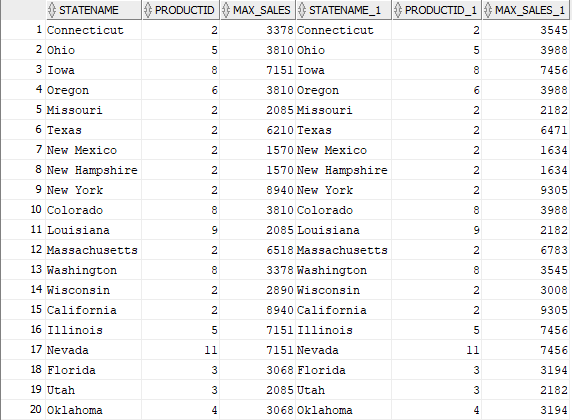 STATENAME PRODUCTID MAX_SALES STATENAME_1 PRODUCTID_1 MAX_SALES_1
1 Connecticut 2 3378 Connecticut 2 3545
2 Ohio 5 3810 Ohio 5 3988
3 Iowa 8 7151 Iowa 8 7456
4 Oregon 6 3810 Oregon 6 3988
5 Missouri 2 2085 Missouri 2 2182
6 Texas 2 6210 Texas 2 6471
7 New Mexico 2 1570 New Mexico 2 1634
8 New Hampshire 2 1570 New Hampshire 2 1634
9 New York 2 8940 New York 2 9305
10 Colorado 8 3810 Colorado 8 3988
11 Louisiana 9 2085 Louisiana 9 2182
12 Massachusetts 2 6518 Massachusetts 2 6783
13 Washington 8 3378 Washington 8 3545
14 Wisconsin 2 2890 Wisconsin 2 3008
15 California 2 8940 California 2 9305
16 Illinois 5 7151 Illinois 5 7456
17 Nevada 11 7151 Nevada 11 7456
18 Florida 3 3068 Florida 3 3194
19 Utah 3 2085 Utah 3 2182
20 Oklahoma 4 3068 Oklahoma 4 3194